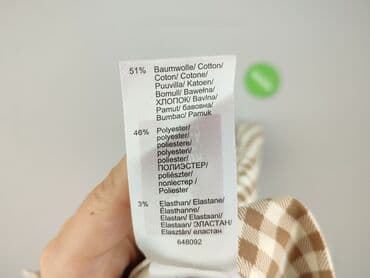 51% Baumwolle/ Cotton/
Coton/ Cotone/
Puuvilla/ Katoen/
Bomull/ Bawełna/
ХЛОПОК/ Bavlna/
Pamut/ бавовна/
Bumbac/ Pamuk
46% Polyester/
polyester/
poliestere/
polyesteri/
poliester/
ПОЛИЭСТЕР/
poliészter/
поліестер /
Poliester
3% Elasthan/ Elastane/
Élasthanne/
Elastan/ Elastaani/
Elastaan/ ЭЛАСТАН/
Elasztán/ еластан
648092